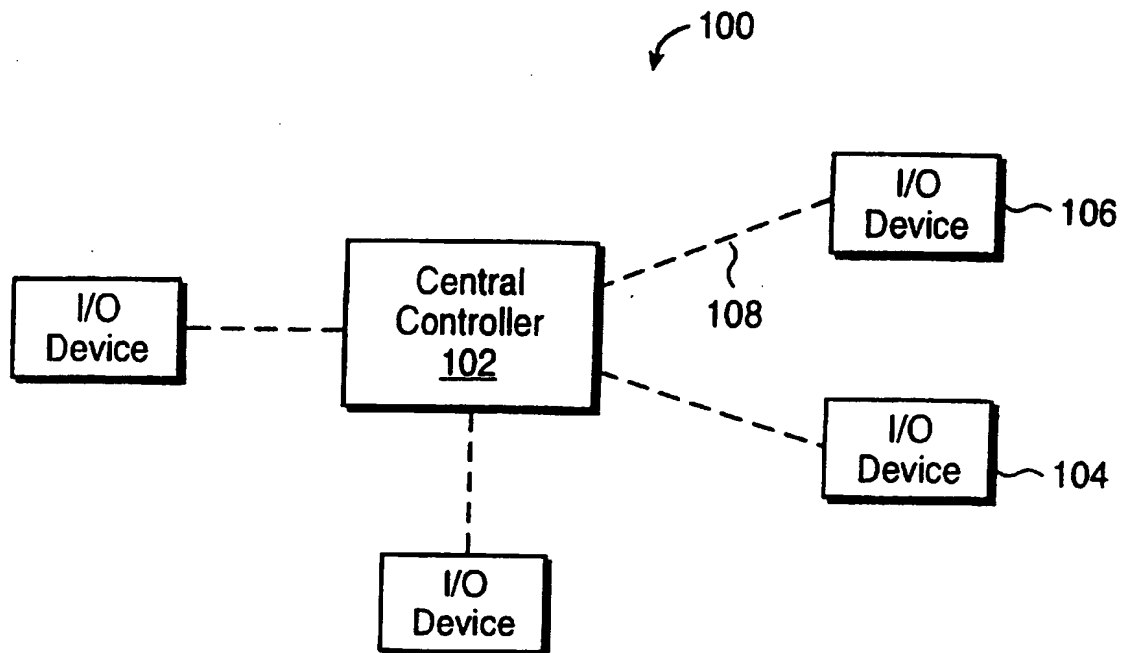 100
I/O
Device
106
108
Central
Controller
102
I/O
Device
I/O
Device
104
I/O
Device